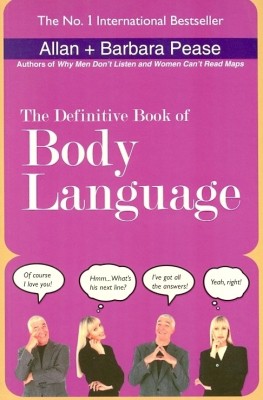 The No. 1 International Bestseller
Allan + Barbara Pease
Authors of Why Men Don't Listen and Women Can't Read Maps
The Definitive Book of
Body
Language
Of course
I love you!
Hmm...What's
his next line?
I've got all
the answers!
Yeah, right!